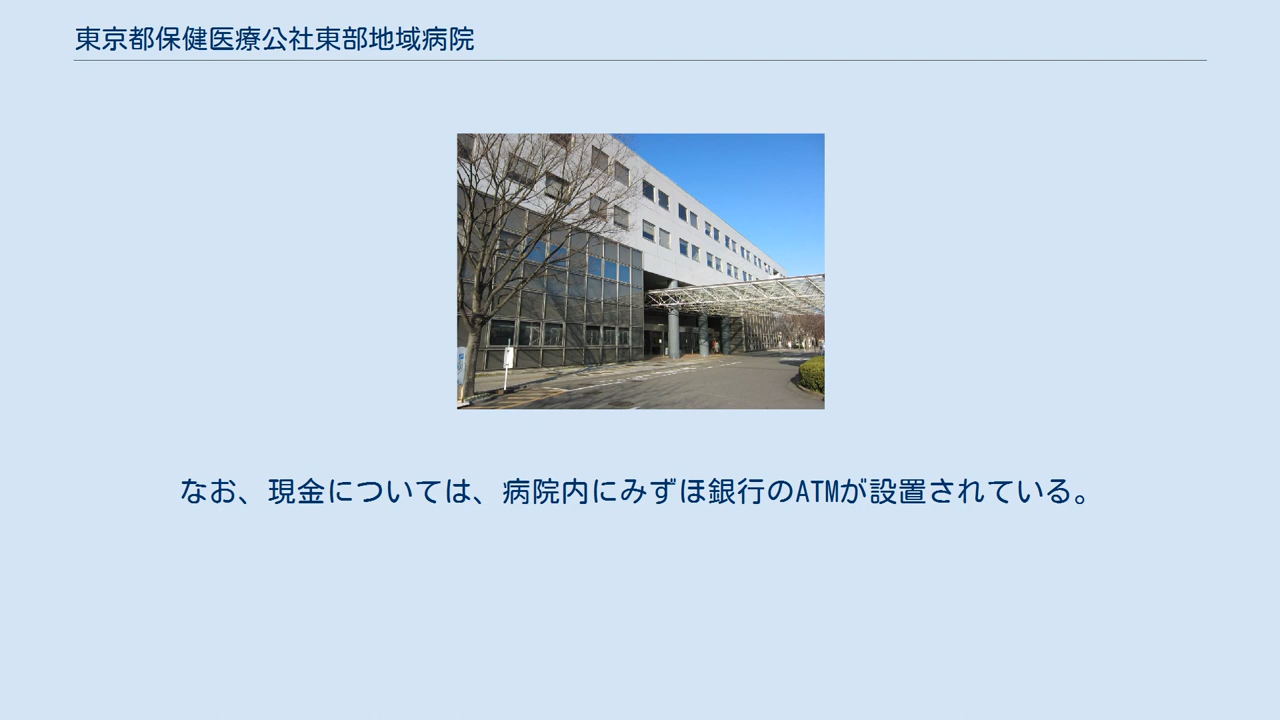 東京都保健医療公社東部地域病院
なお、現金については、病院内にみずほ銀行のATMが設置されている。